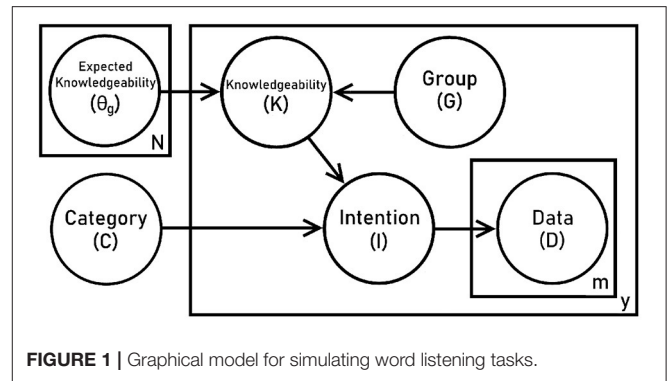 Expected
Knowledgeability
(θg)
N
Knowledgeability
(K)
Group
(G)
Category
(C)
Intention
(I)
Data
(D)
m
y
FIGURE 1 | Graphical model for simulating word listening tasks.